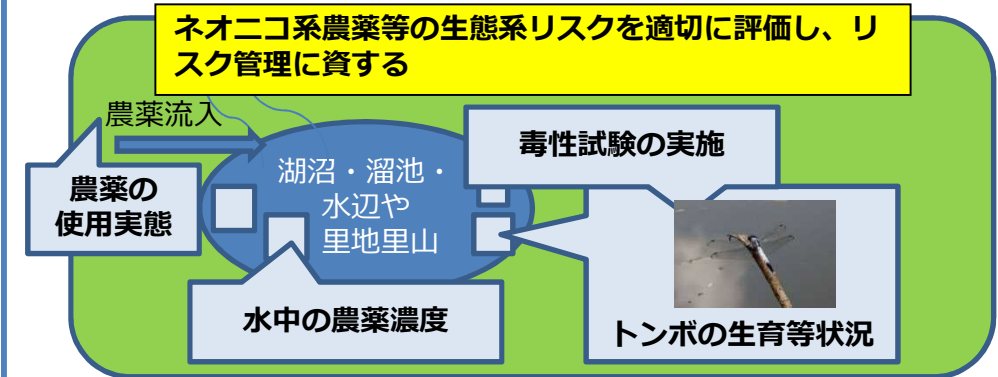 ネオニコ系農薬等の生態系リスクを適切に評価し、リ
スク管理に資する
農薬流入
農薬の
使用実態
湖沼・溜池・
水辺や
里地里山
毒性試験の実施
水中の農薬濃度
トンボの生育等状況